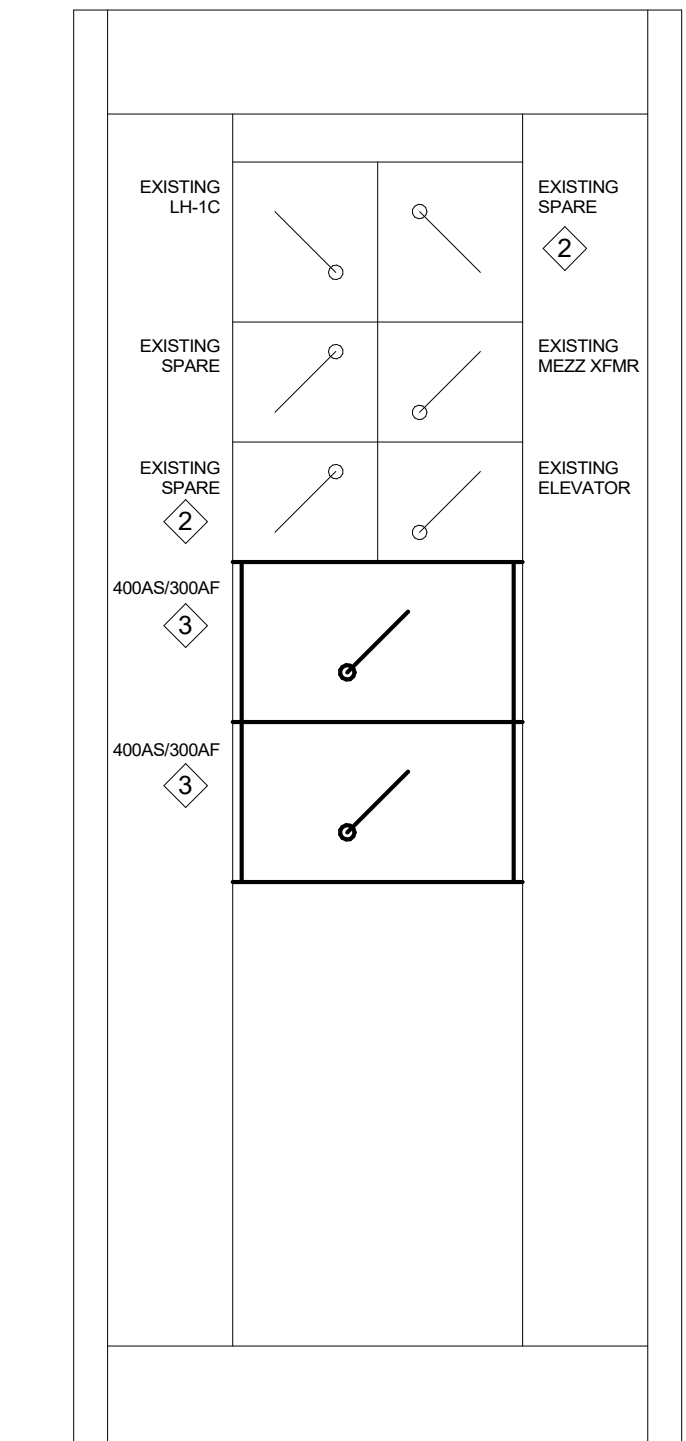 EXISTING
LH-1C
EXISTING
SPARE
2
EXISTING
SPARE
EXISTING
MEZZ XFMR
EXISTING
SPARE
2
EXISTING
ELEVATOR
400AS/300AF
3
400AS/300AF
3